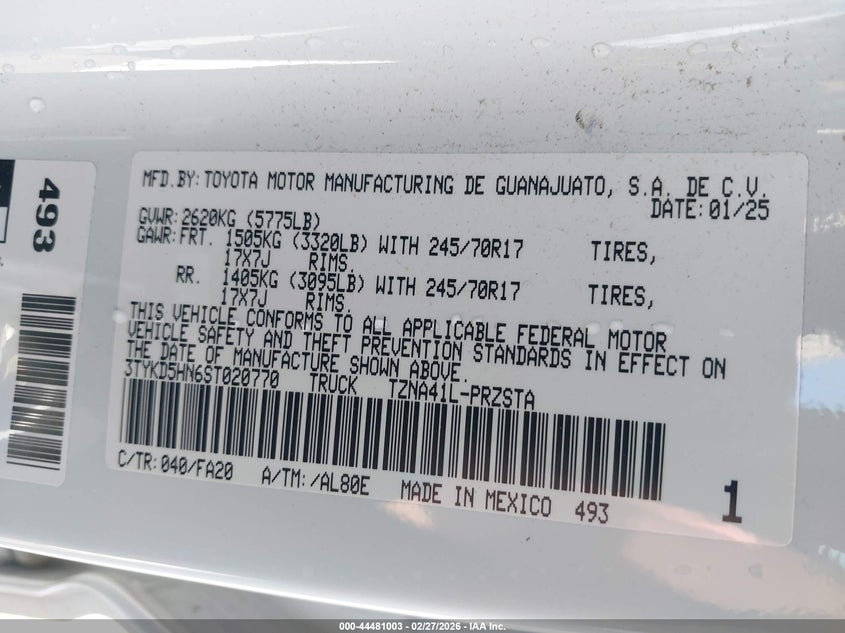 493
MFD.BY:TOYOTA MOTOR MANUFACTURING DE GUANAJUATO, S.A. DE C.V.
DATE:01/25
GVWR:2620KG (5775LB)
GAWR:FRT. 1505KG (3320LB) WITH 245/70R17 TIRES,
17X7J RIMS.
RR. 1405KG (3095LB) WITH 245/70R17 TIRES,
17X7J RIMS.
THIS VEHICLE CONFORMS TO ALL APPLICABLE FEDERAL MOTOR
VEHICLE SAFETY AND THEFT PREVENTION STANDARDS IN EFFECT ON
THE DATE OF MANUFACTURE SHOWN ABOVE.
3TYKD5HN6ST020770 TRUCK TZNA41L-PRZSTA
C/TR:040/FA20 A/TM:/AL80E MADE IN MEXICO 493
1
000-44481003 — 02/27/2026 — IAA Inc.